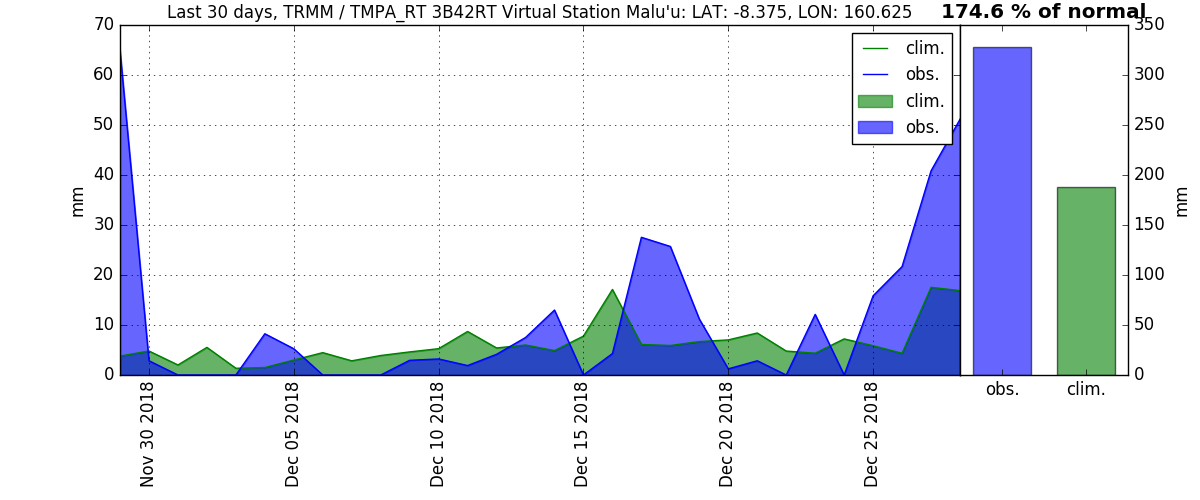 Last 30 days, TRMM / TMPA_RT 3B42RT Virtual Station Malu'u: LAT: -8.375, LON: 160.625
174.6 % of normal
70
60
50
40
30
20
10
0
mm
Nov 30 2018
Dec 05 2018
Dec 10 2018
Dec 15 2018
Dec 20 2018
Dec 25 2018
clim.
obs.
clim.
obs.
350
300
250
200
150
100
50
0
mm
obs.
clim.